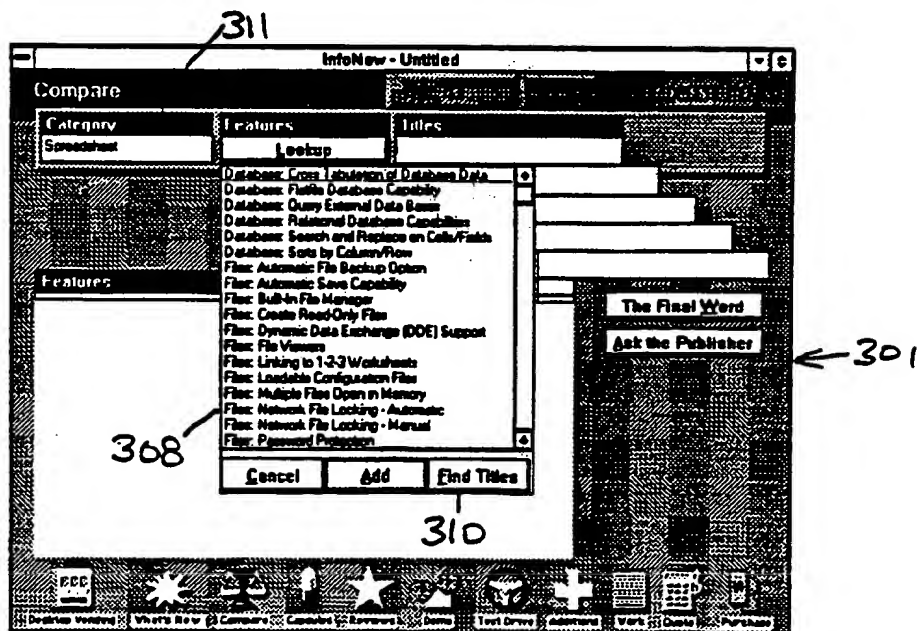 311
InfoNow - Untitled
Compare
Category
Features
Titles
Spreadsheet
Lookup
Database: Cross Tabulation of Database Data
Database: Flatfile Database Capability
Database: Query External Data Bases
Database: Relational Database Capabilities
Database: Search and Replace on Cells/Fields
Database: Sorts by Column/Row
Files: Automatic File Backup Option
Files: Automatic Save Capability
Files: Built-In File Manager
Files: Create Read-Only Files
Files: Dynamic Data Exchange (DDE) Support
Files: File Viewers
Files: Linking to 1-2-3 Worksheets
Files: Loadable Configuration Files
Files: Multiple Files Open in Memory
Files: Network File Locking - Automatic
Files: Network File Locking - Manual
Files: Password Protection
Features
The Final Word
Ask the Publisher
301
308
Cancel
Add
Find Titles
310
Desktop Vending
What's New
Compare
Capsules
Reviews
Demo
Test Drive
Additional
Work
Quote
Purchase